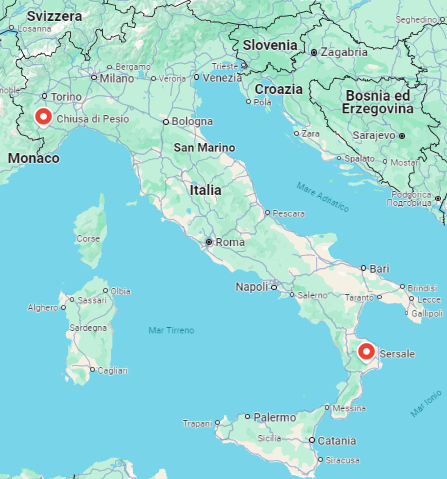 Svizzera
Losanna
Seghedino
Slovenia
Zagabria
Bergamo
Trieste
Milano
Verona
Venezia
Croazia
Torino
Bosnia ed
Erzegovina
Pola
Chiusa di Pesio
Bologna
Zara
Sarajevo
San Marino
Monaco
Spalato
Mostar
Italia
Mare Adriatico
Podgorica
Подгорица
Pescara
Corse
Roma
Bari
Napoli
Olbia
Sassari
Salerno
Brindisi
Taranto
Lecce
Alghero
Gallipoli
Sardegna
Mar Tirreno
Sersale
Cagliari
Mar Ionio
Messina
Palermo
Trapani
Sicilia
Catania
Siracusa